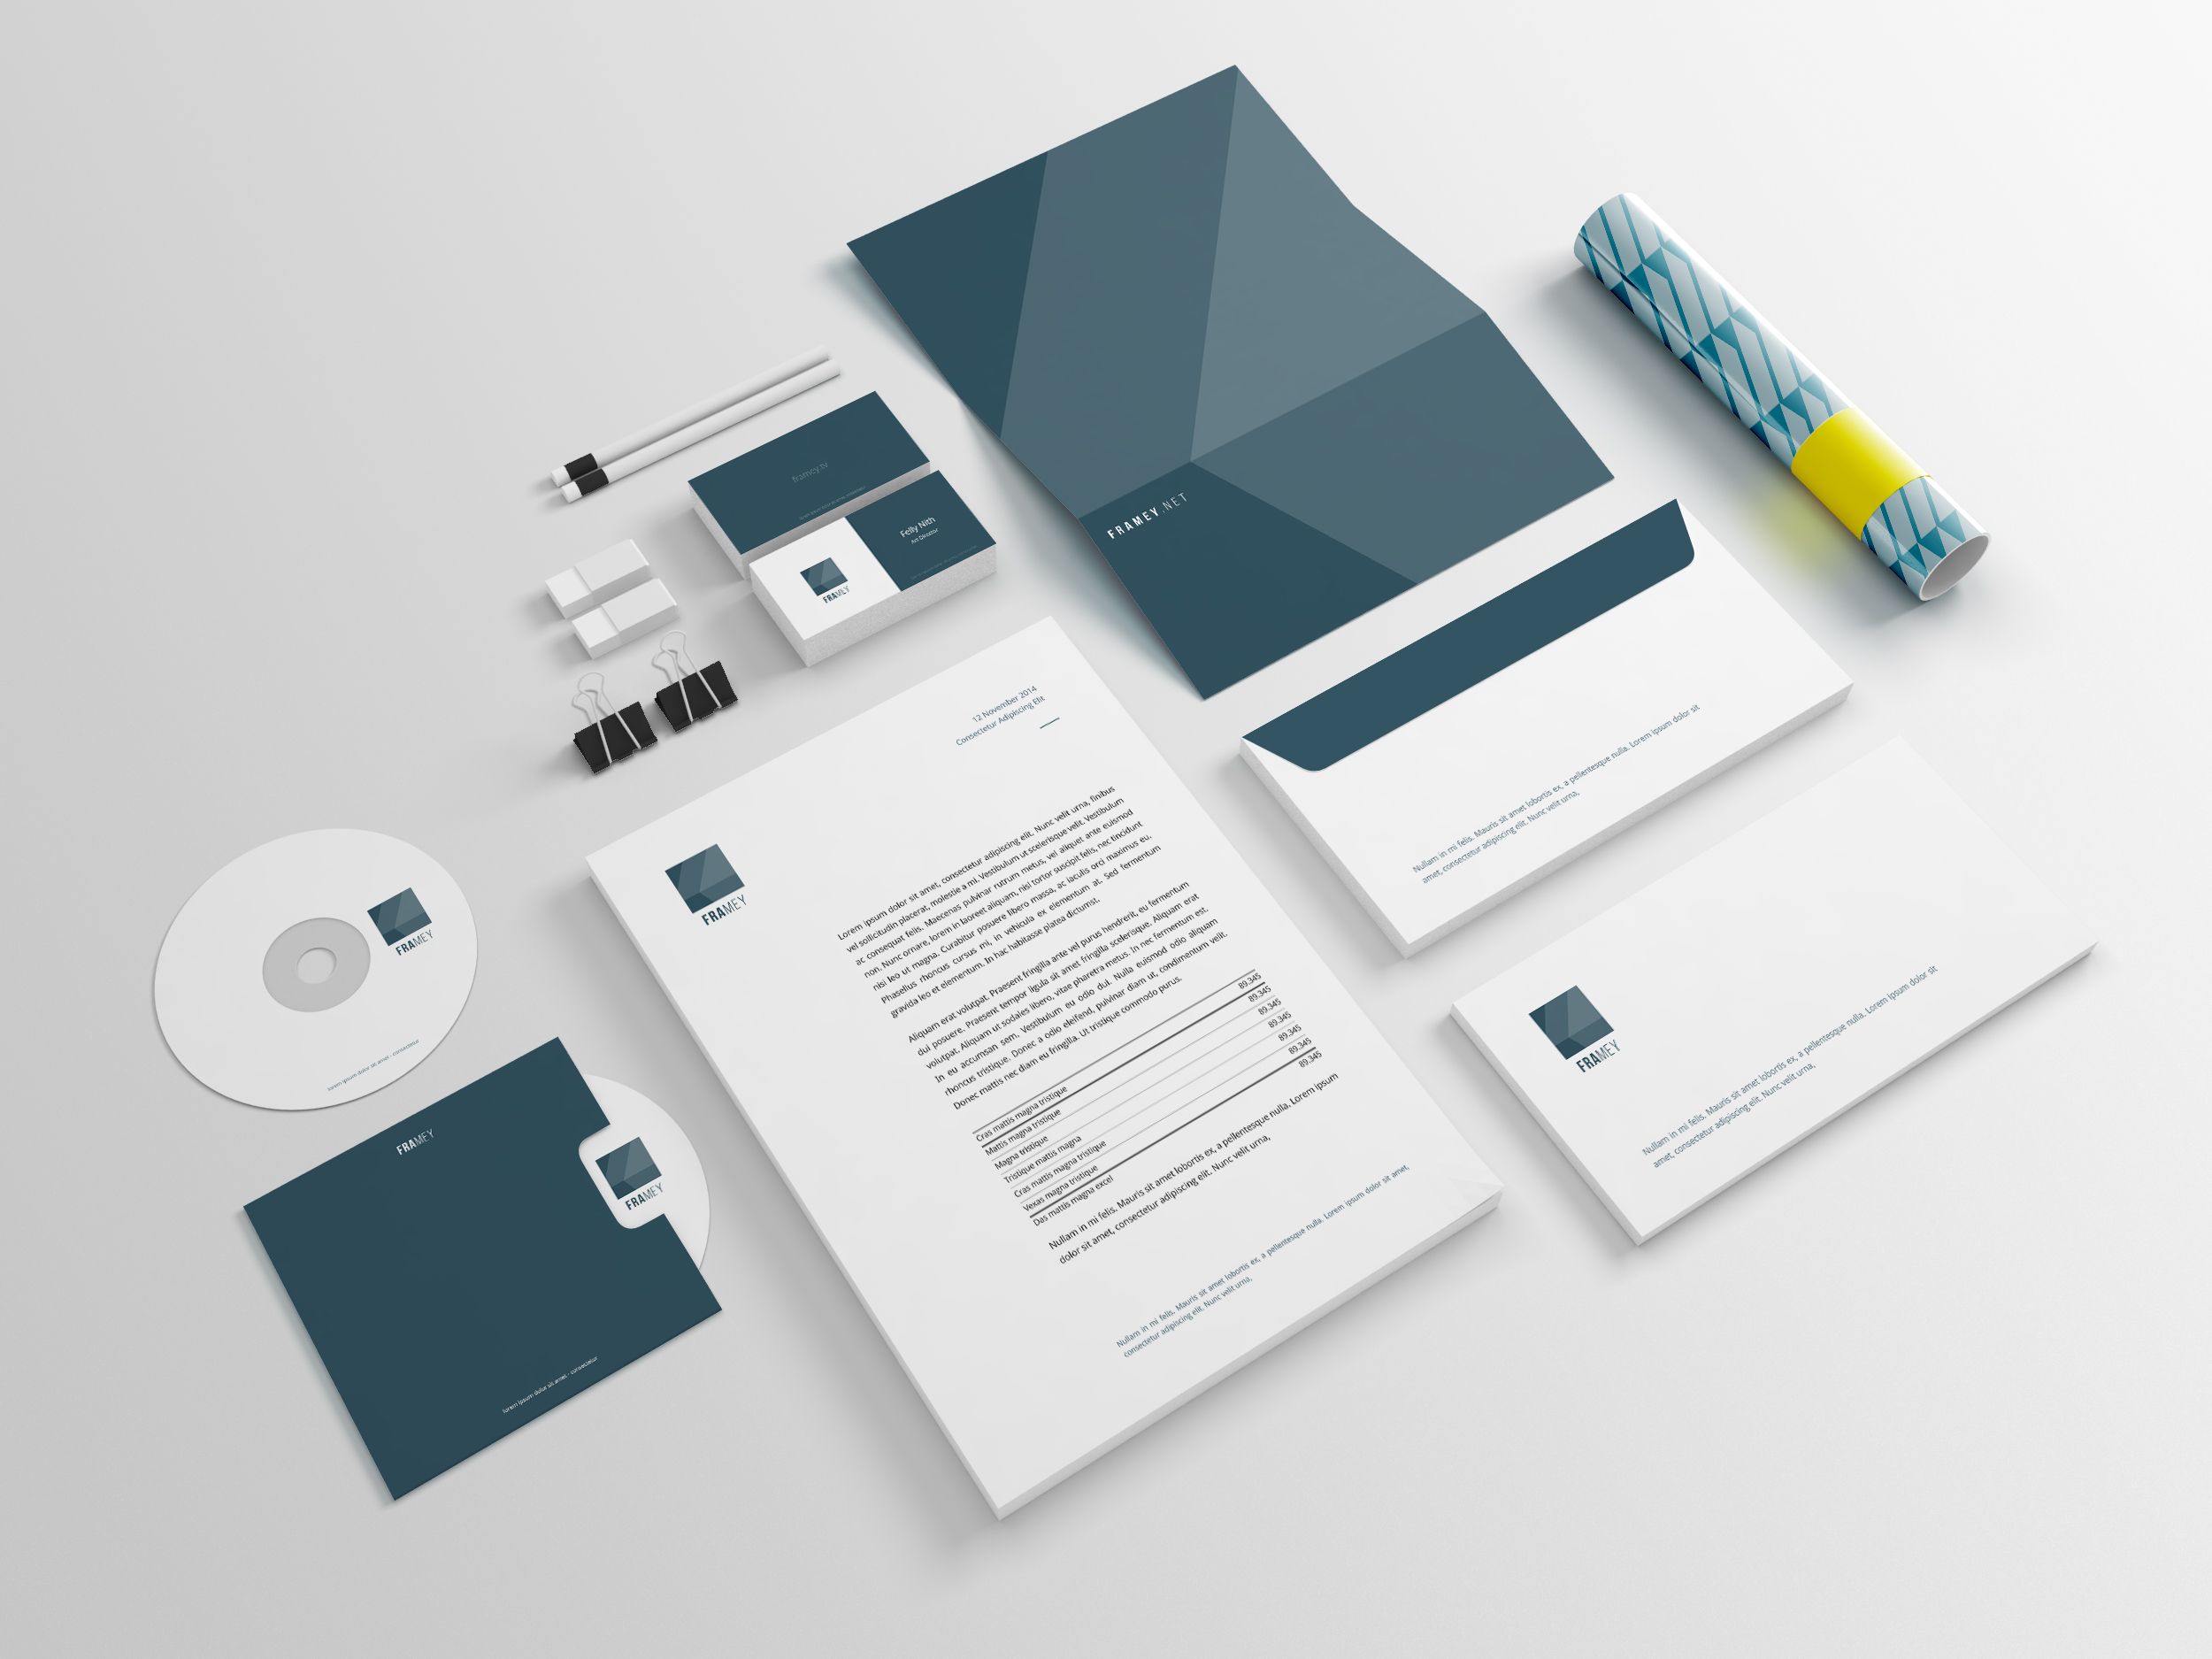 FRAMEY.NET
framey.tv
Felly Nith
Art Director
FRAMEY
12 November 2014
Consectetur Adipiscing Elit
FRAMEY
Lorem ipsum dolor sit amet, consectetur adipiscing elit. Nunc velit urna, finibus
vel sollicitudin placerat, molestie a mi. Vestibulum ut scelerisque velit. Vestibulum
ac consequat felis. Maecenas pulvinar rutrum metus, vel aliquet ante euismod
non. Nunc ornare, lorem in laoreet aliquam, nisl tortor suscipit felis, nec tincidunt
nisi leo ut magna. Curabitur posuere libero massa, ac iaculis orci maximus eu.
Phasellus rhoncus cursus mi, in vehicula ex elementum at. Sed fermentum
gravida leo et elementum. In hac habitasse platea dictumst.
Aliquam erat volutpat. Praesent fringilla ante vel purus hendrerit, eu fermentum
dui posuere. Praesent tempor ligula sit amet fringilla scelerisque. Aliquam erat
volutpat. Aliquam ut sodales libero, vitae pharetra metus. In nec fermentum est.
In eu accumsan sem. Vestibulum eu odio dui. Nulla euismod odio aliquam
rhoncus tristique. Donec a odio eleifend, pulvinar diam ut, condimentum velit.
Donec mattis nec diam eu fringilla. Ut tristique commodo purus.
Cras mattis magna tristique 89.345
Mattis magna tristique 89.345
Magna tristique 89.345
Tristique mattis magna 89.345
Cras mattis magna tristique 89.345
Vexas magna tristique 89.345
Das mattis magna excel 89.345
Nullam in mi felis. Mauris sit amet lobortis ex, a pellentesque nulla. Lorem ipsum
dolor sit amet, consectetur adipiscing elit. Nunc velit urna,
Nullam in mi felis. Mauris sit amet lobortis ex, a pellentesque nulla. Lorem ipsum dolor sit amet,
consectetur adipiscing elit. Nunc velit urna,
Nullam in mi felis. Mauris sit amet lobortis ex, a pellentesque nulla. Lorem ipsum dolor sit
amet, consectetur adipiscing elit. Nunc velit urna,
FRAMEY
Nullam in mi felis. Mauris sit amet lobortis ex, a pellentesque nulla. Lorem ipsum dolor sit
amet, consectetur adipiscing elit. Nunc velit urna,
FRAMEY
lorem ipsum dolor sit amet - consectetur
FRAMEY
FRAMEY
lorem ipsum dolor sit amet - consectetur